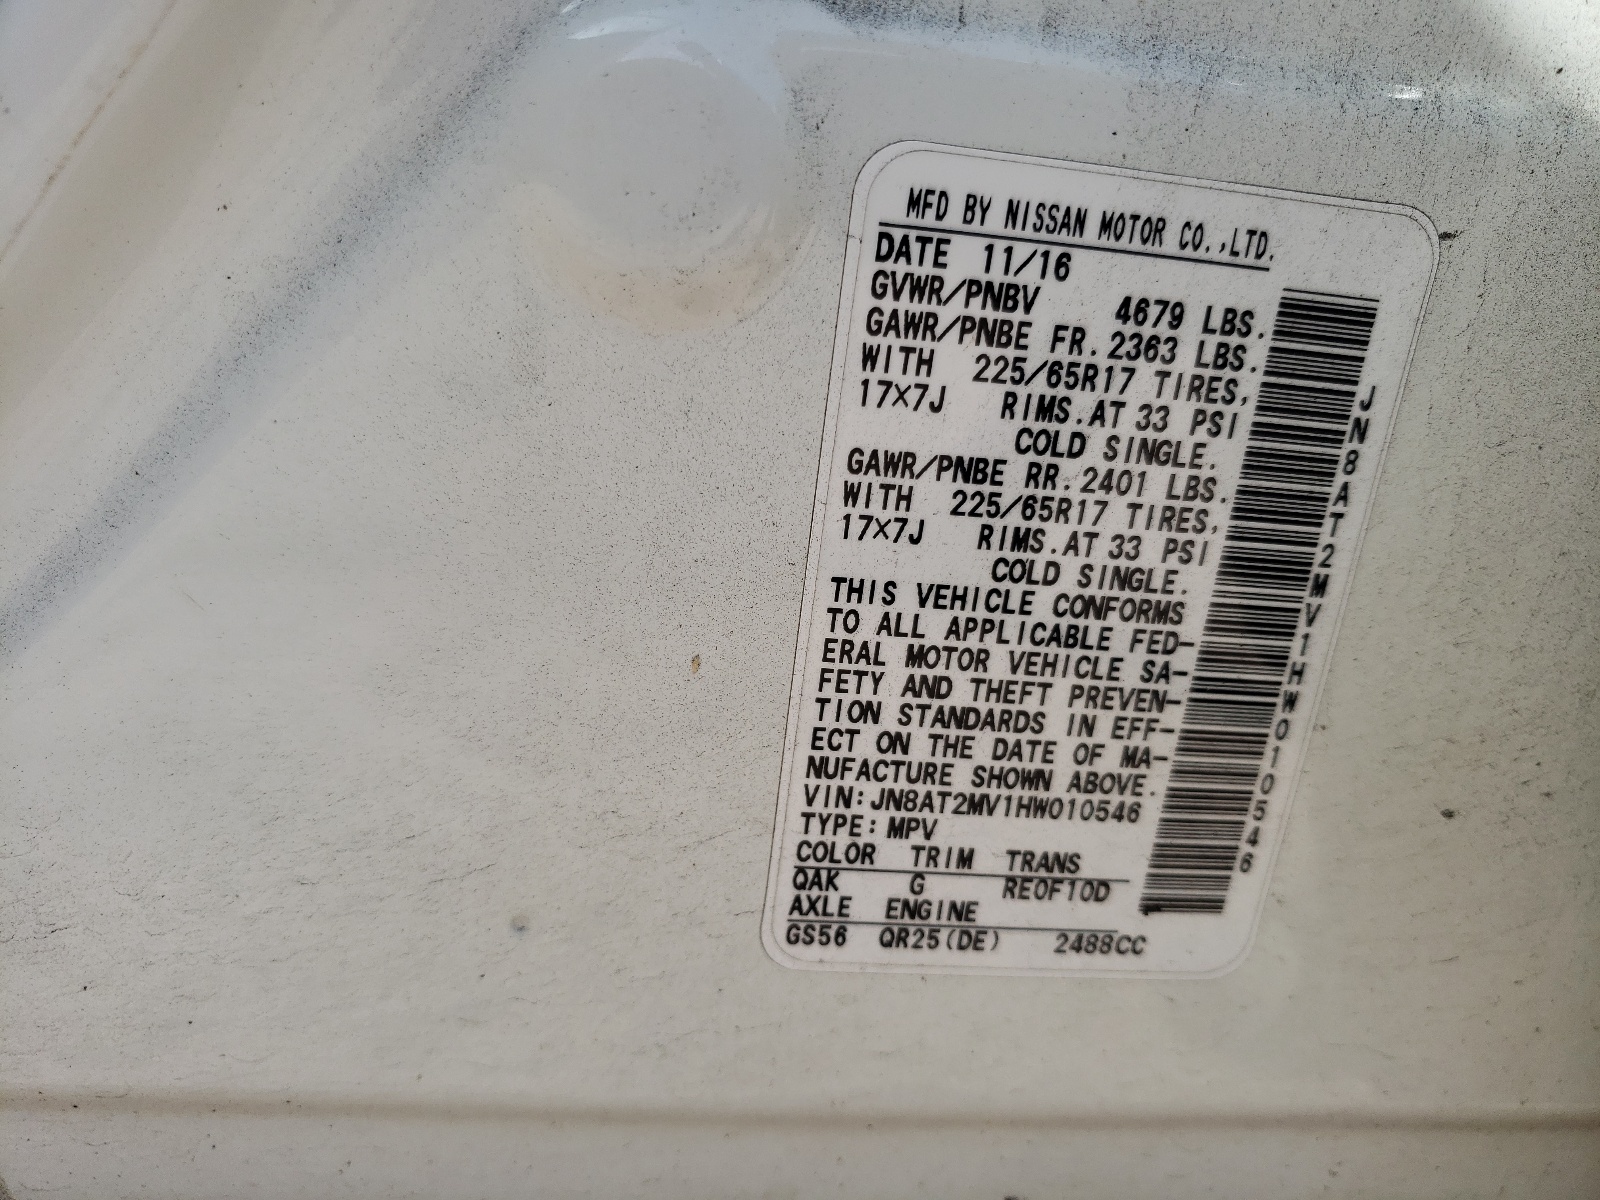 MFD BY NISSAN MOTOR CO.,LTD.
DATE 11/16
GVWR/PNBV 4679 LBS.
GAWR/PNBE FR. 2363 LBS.
WITH 225/65R17 TIRES,
17X7J RIMS.AT 33 PSI
COLD SINGLE.
GAWR/PNBE RR. 2401 LBS.
WITH 225/65R17 TIRES,
17X7J RIMS.AT 33 PSI
COLD SINGLE.
THIS VEHICLE CONFORMS
TO ALL APPLICABLE FED-
ERAL MOTOR VEHICLE SA-
FETY AND THEFT PREVEN-
TION STANDARDS IN EFF-
ECT ON THE DATE OF MA-
NUFACTURE SHOWN ABOVE.
VIN:JN8AT2MV1HW010546
TYPE:MPV
COLOR TRIM TRANS
QAK G RE0F10D
AXLE ENGINE
GS56 QR25(DE) 2488CC
JN8AT2MV1HW010546